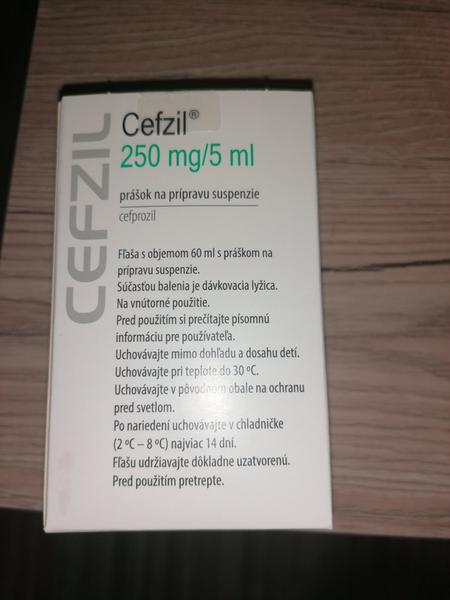 CEFZIL
Cefzil®
250 mg/5 ml
prášok na prípravu suspenzie
cefprozil
Fľaša s objemom 60 ml s práškom na
prípravu suspenzie.
Súčasťou balenia je dávkovacia lyžica.
Na vnútorné použitie.
Pred použitím si prečítajte písomnú
informáciu pre používateľa.
Uchovávajte mimo dohľadu a dosahu detí.
Uchovávajte pri teplote do 30 ºC.
Uchovávajte v pôvodnom obale na ochranu
pred svetlom.
Po nariedení uchovávajte v chladničke
(2 ºC – 8 ºC) najviac 14 dní.
Fľašu udržiavajte dôkladne uzatvorenú.
Pred použitím pretrepte.